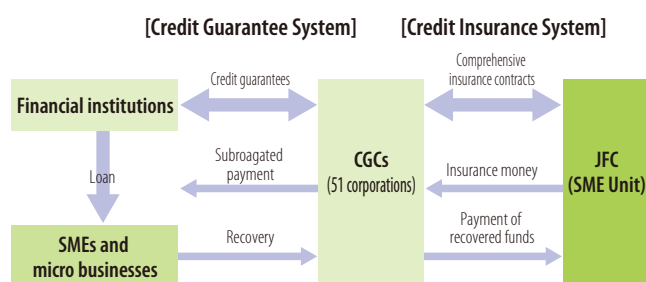 [Credit Guarantee System]
[Credit Insurance System]
Financial institutions
Credit guarantees
Comprehensive
insurance contracts
Loan
Subroagated
payment
CGCs
(51 corporations)
Insurance money
JFC
(SME Unit)
SMEs and
micro businesses
Recovery
Payment of
recovered funds